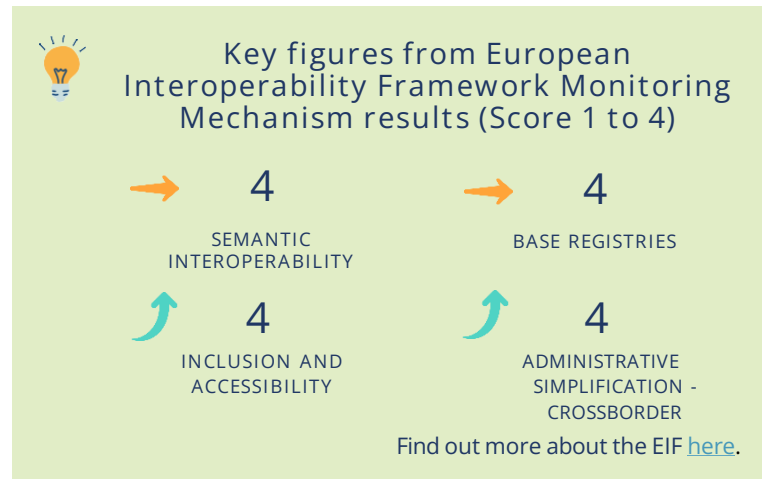 Key figures from European
Interoperability Framework Monitoring
Mechanism results (Score 1 to 4)
4
SEMANTIC
INTEROPERABILITY
4
BASE REGISTRIES
4
INCLUSION AND
ACCESSIBILITY
4
ADMINISTRATIVE
SIMPLIFICATION -
CROSSBORDER
Find out more about the EIF here.